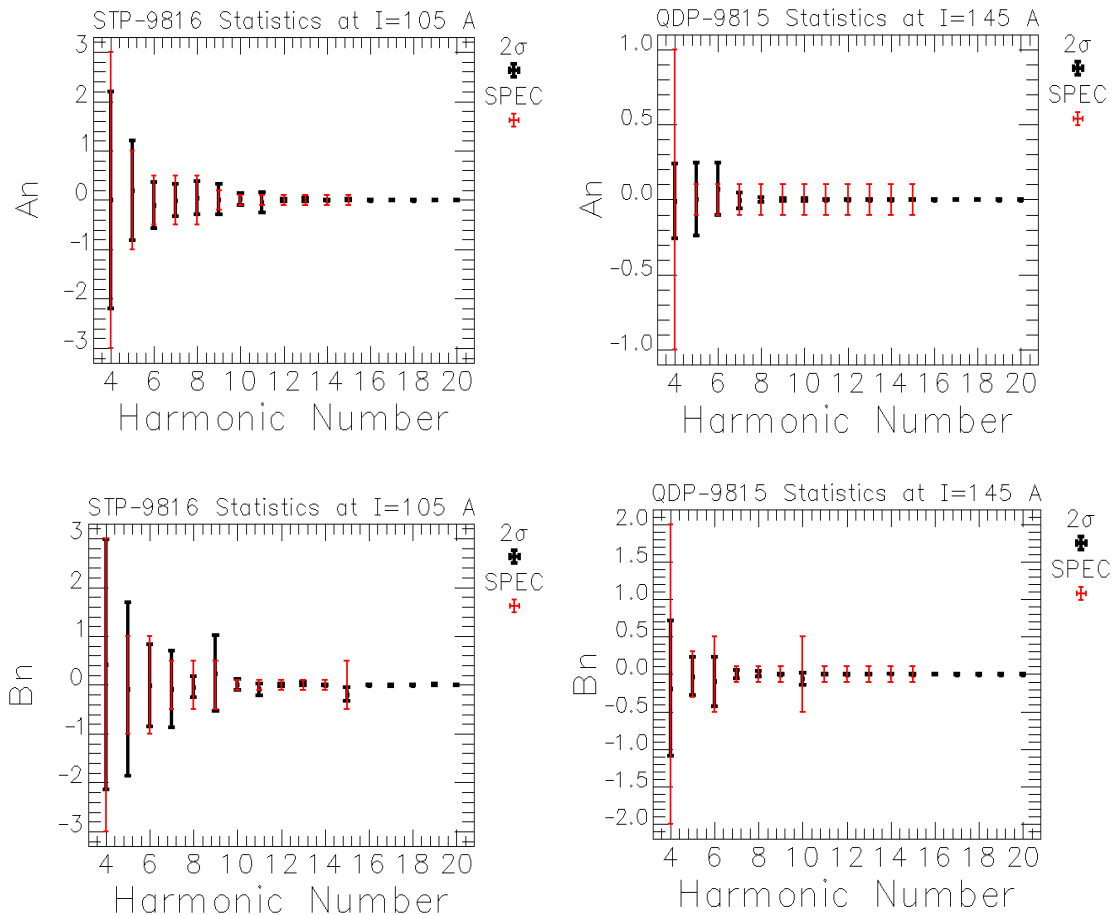 STP-9816 Statistics at I=105 A
3
2
1
0
-1
-2
-3
An
4 6 8 10 12 14 16 18 20
Harmonic Number
2σ
SPEC
QDP-9815 Statistics at I=145 A
1.0
0.5
0.0
-0.5
-1.0
An
4 6 8 10 12 14 16 18 20
Harmonic Number
2σ
SPEC
STP-9816 Statistics at I=105 A
3
2
1
0
-1
-2
-3
Bn
4 6 8 10 12 14 16 18 20
Harmonic Number
2σ
SPEC
QDP-9815 Statistics at I=145 A
2.0
1.5
1.0
0.5
0.0
-0.5
-1.0
-1.5
-2.0
Bn
4 6 8 10 12 14 16 18 20
Harmonic Number
2σ
SPEC